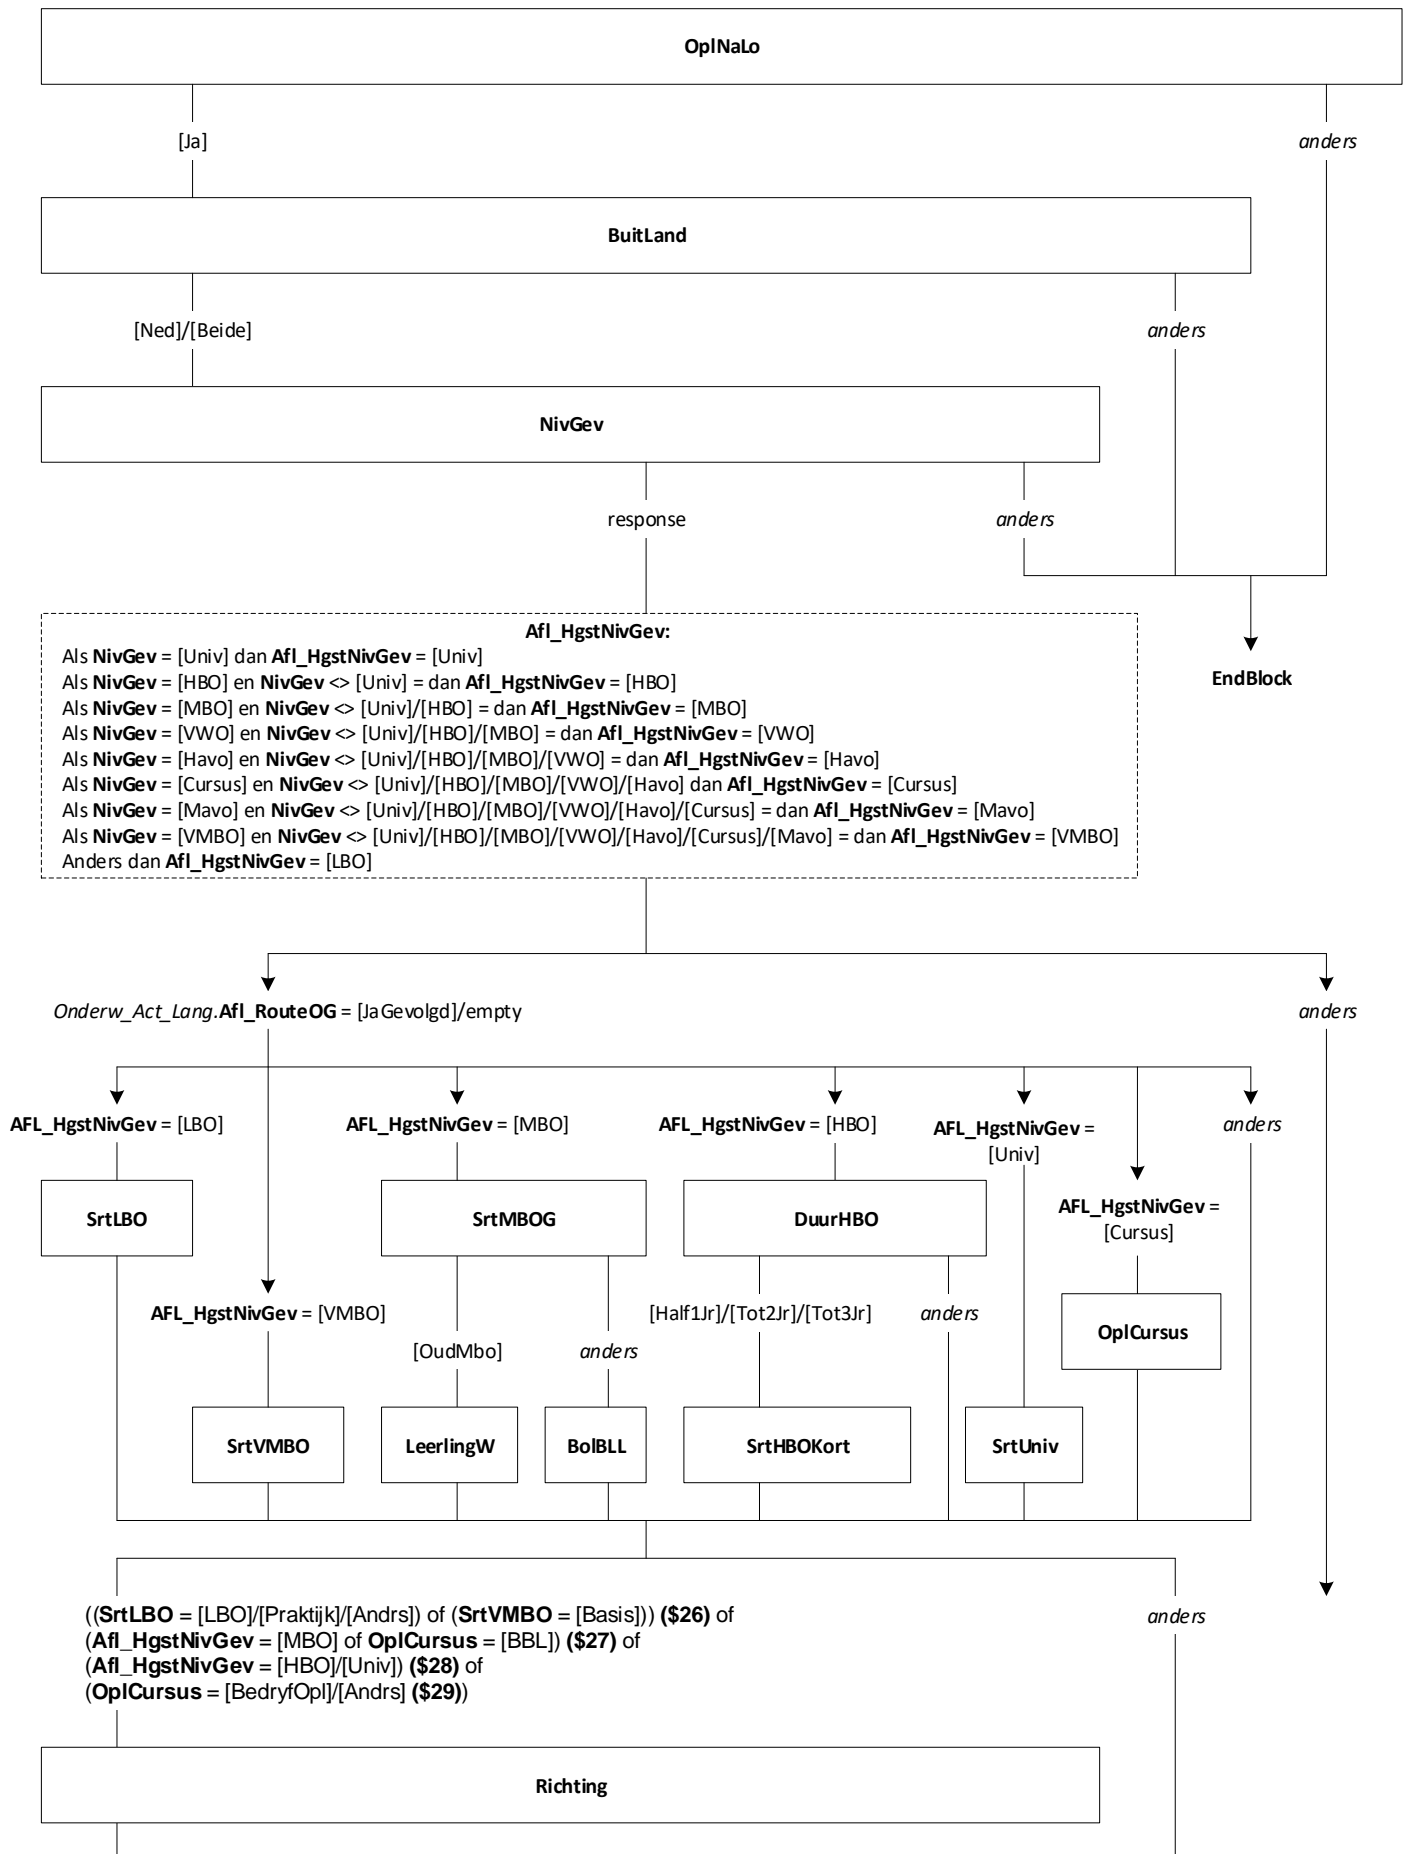 OplNaLo
[Ja]
anders
BuitLand
[Ned]/[Beide]
anders
NivGev
response
anders
Afl_HgstNivGev:
Als NivGev = [Univ] dan Afl_HgstNivGev = [Univ]
Als NivGev = [HBO] en NivGev <> [Univ] = dan Afl_HgstNivGev = [HBO]
Als NivGev = [MBO] en NivGev <> [Univ]/[HBO] = dan Afl_HgstNivGev = [MBO]
Als NivGev = [VWO] en NivGev <> [Univ]/[HBO]/[MBO] = dan Afl_HgstNivGev = [VWO]
Als NivGev = [Havo] en NivGev <> [Univ]/[HBO]/[MBO]/[VWO] = dan Afl_HgstNivGev = [Havo]
Als NivGev = [Cursus] en NivGev <> [Univ]/[HBO]/[MBO]/[VWO]/[Havo] dan Afl_HgstNivGev = [Cursus]
Als NivGev = [Mavo] en NivGev <> [Univ]/[HBO]/[MBO]/[VWO]/[Havo]/[Cursus] = dan Afl_HgstNivGev = [Mavo]
Als NivGev = [VMBO] en NivGev <> [Univ]/[HBO]/[MBO]/[VWO]/[Havo]/[Cursus]/[Mavo] = dan Afl_HgstNivGev = [VMBO]
Anders dan Afl_HgstNivGev = [LBO]
EndBlock
Onderw_Act_Lang.Afl_RouteOG = [JaGevolgd]/empty
anders
AFL_HgstNivGev = [LBO]
AFL_HgstNivGev = [MBO]
AFL_HgstNivGev = [HBO]
AFL_HgstNivGev =
[Univ]
anders
SrtLBO
SrtMBOG
DuurHBO
AFL_HgstNivGev =
[Cursus]
AFL_HgstNivGev = [VMBO]
[Half1Jr]/[Tot2Jr]/[Tot3Jr]
anders
OplCursus
[OudMbo]
anders
SrtVMBO
LeerlingW
BolBLL
SrtHBOKort
SrtUniv
((SrtLBO = [LBO]/[Praktijk]/[Andrs]) of (SrtVMBO = [Basis])) ($26) of
(Afl_HgstNivGev = [MBO] of OplCursus = [BBL]) ($27) of
(Afl_HgstNivGev = [HBO]/[Univ]) ($28) of
(OplCursus = [BedryfOpl]/[Andrs] ($29))
anders
Richting